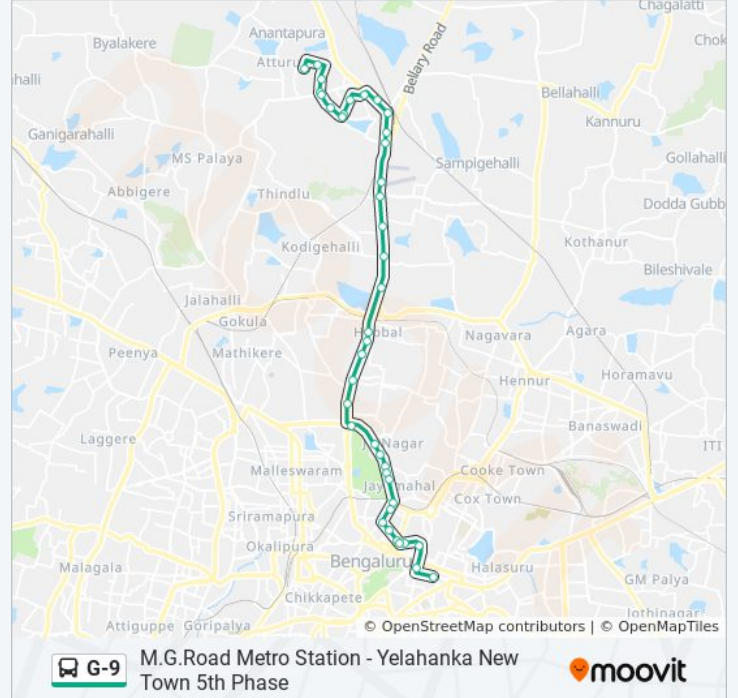 Chagalatti
Anantapura
Byalakere
Chok
Atturu
Bellary Road
halli
Bellahalli
Kannuru
Ganigarahalli
MS Palaya
Sampigehalli
Gollahalli
Abbigere
Thindlu
Dodda Gubb
Kothanur
Kodigehalli
Bileshivale
Jalahalli
Gokula
Hebbal
Nagavara
Agara
Peenya
Mathikere
Hennur
Horamavu
Banaswadi
Laggere
Nagar
ITI
Malleswaram
Cooke Town
Jayamahal
Cox Town
Sriramapura
Okalipura
Bengaluru
Halasuru
Malagala
GM Palya
Chikkapete
Jothinagar
Attiguppe
Goripalya
© OpenStreetMap contributors | © OpenMapTiles
G-9
M.G.Road Metro Station - Yelahanka New
Town 5th Phase
moovit